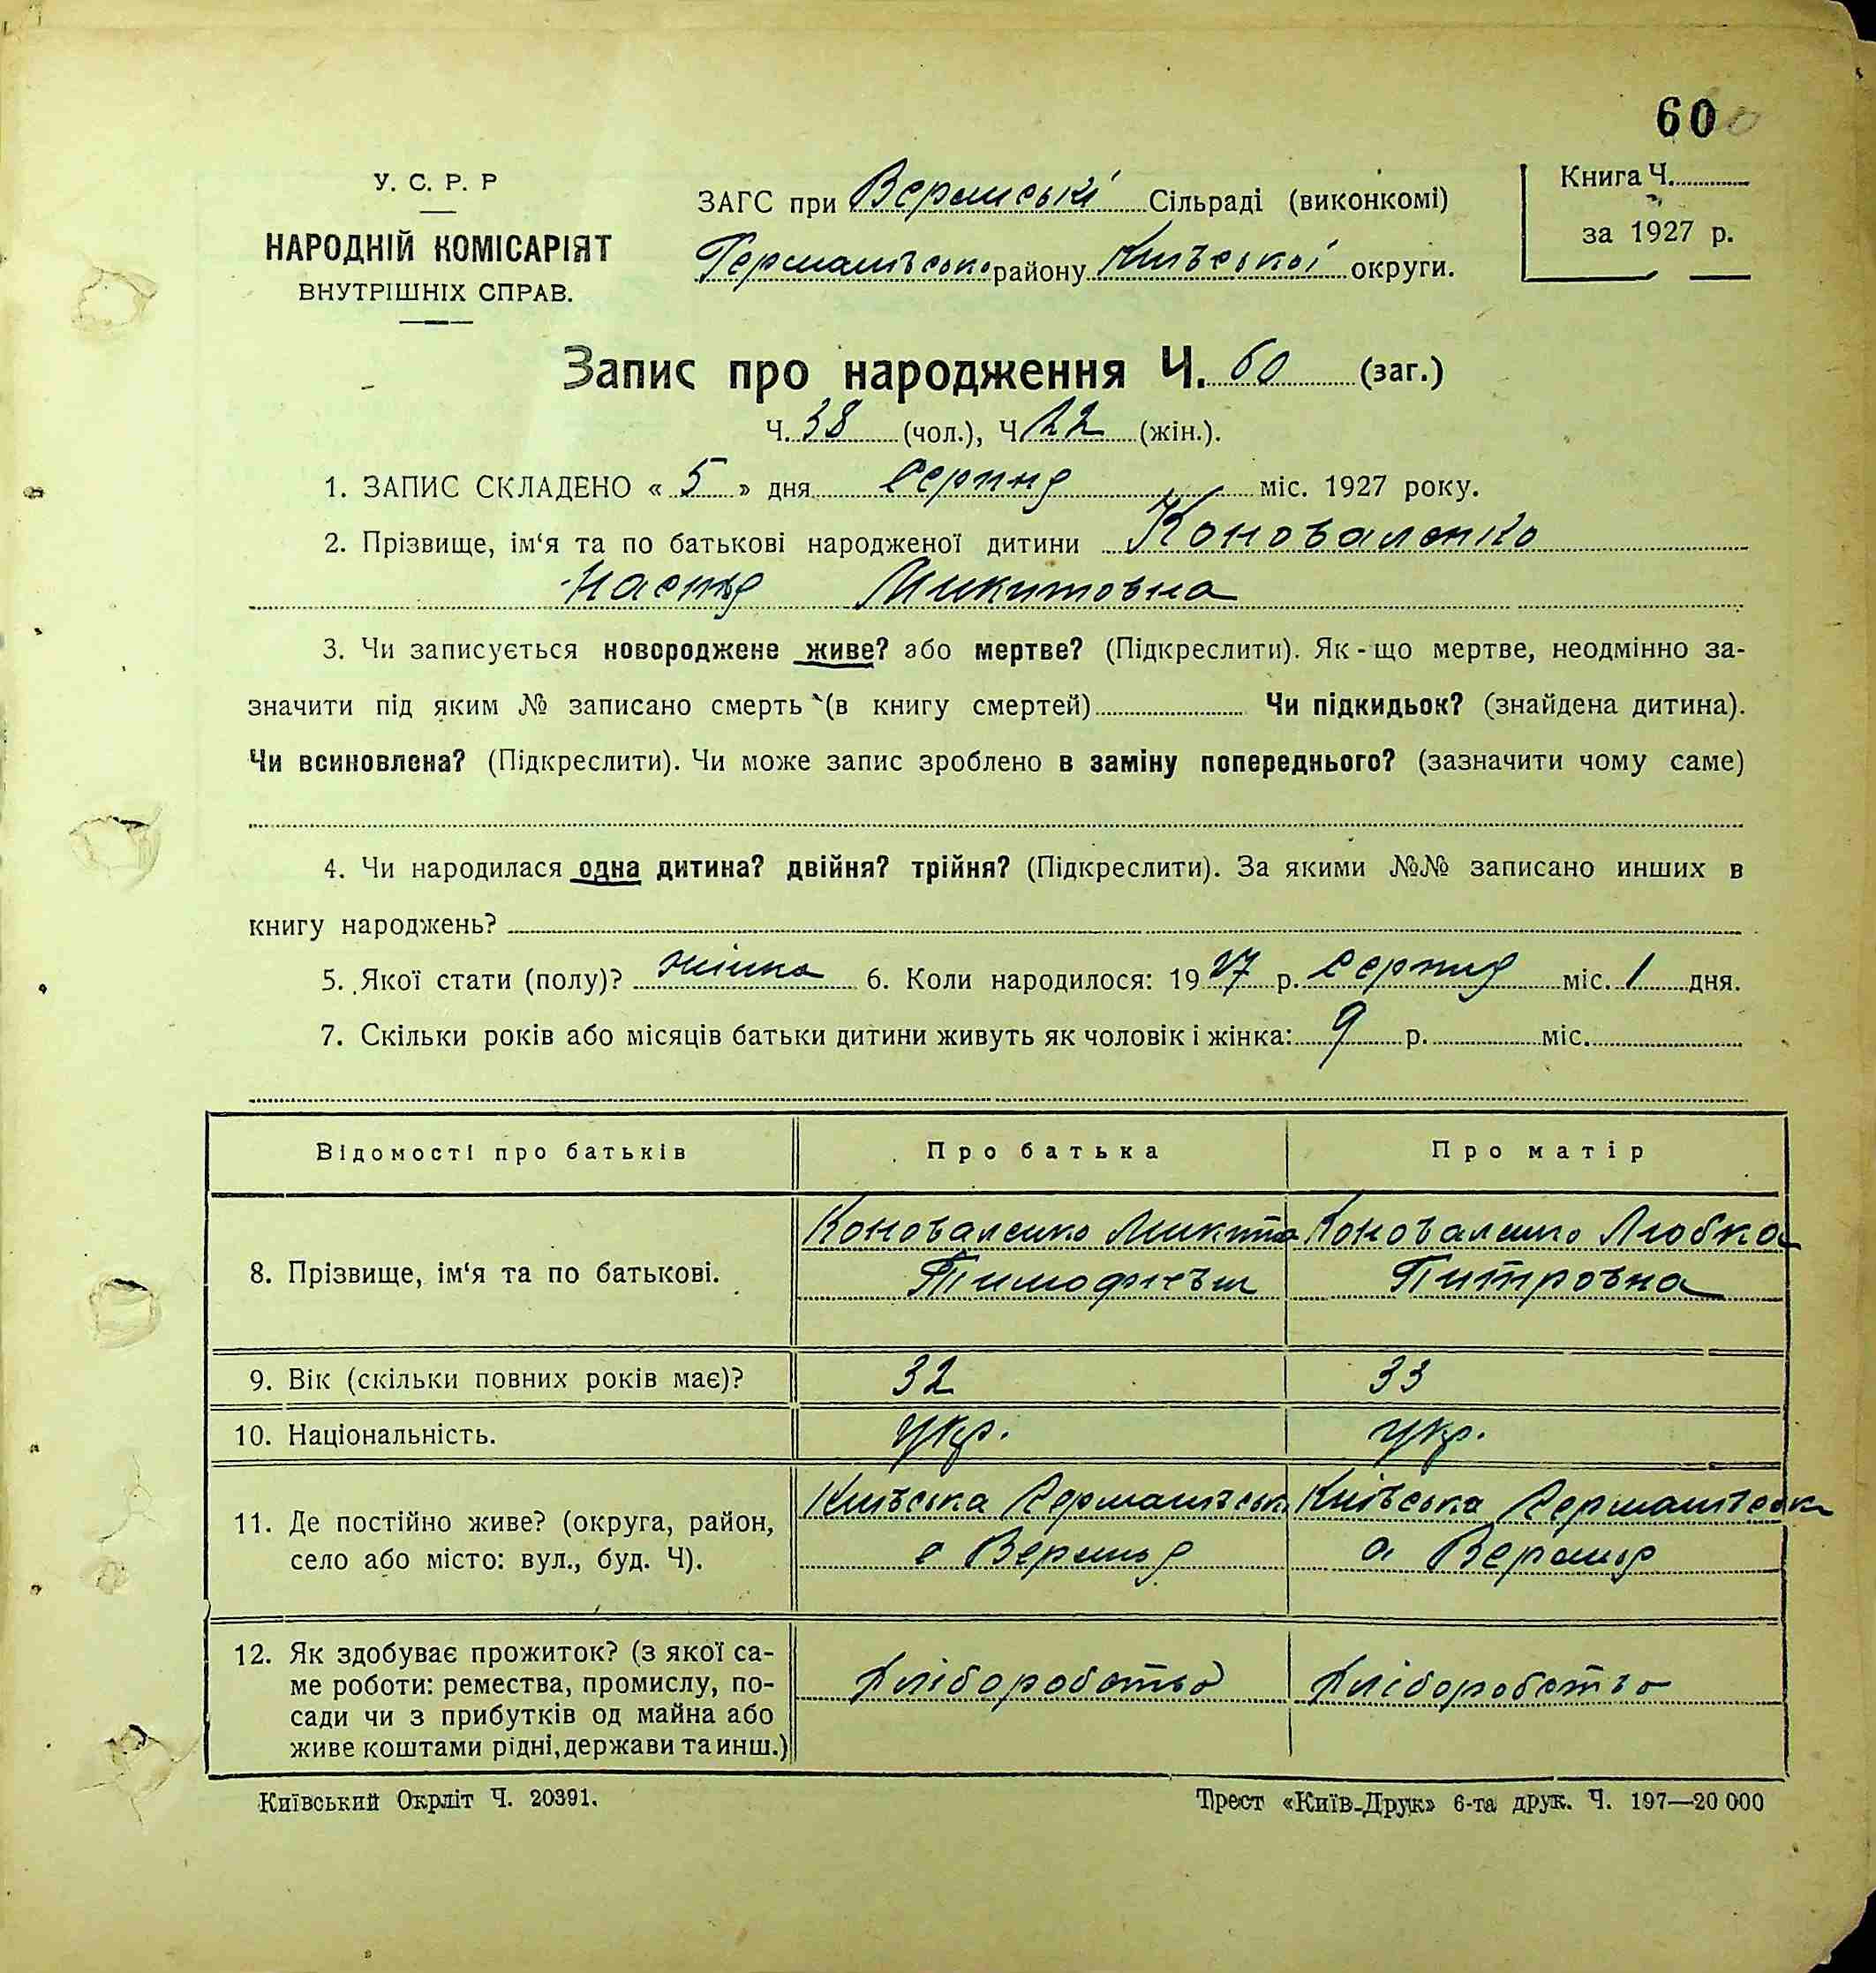 60
У. С. Р. Р
НАРОДНІЙ КОМІСАРІЯТ
ВНУТРІШНІХ СПРАВ.
ЗАГС при Вермські Сільраді (виконкомі)
району Київської округи.
Книга Ч.
за 1927 р.
Запис про народження Ч. 60 (заг.)
Ч. 38 (чол.), Ч 22 (жін.).
1. ЗАПИС СКЛАДЕНО « 5 » дня серпня міс. 1927 року.
2. Прізвище, ім‘я та по батькові народженої дитини Коноваленко
Настя Микитовна
3. Чи записується новороджене живе? або мертве? (Підкреслити). Як-що мертве, неодмінно за-
значити під яким № записано смерть (в книгу смертей) Чи підкидьок? (знайдена дитина).
Чи всиновлена? (Підкреслити). Чи може запис зроблено в заміну попереднього? (зазначити чому саме)
4. Чи народилася одна дитина? двійня? трійня? (Підкреслити). За якими №№ записано инших в
книгу народжень?
5. Якої стати (полу)? жінка 6. Коли народилося: 1927 р. серпня міс. 1 дня.
7. Скільки років або місяців батьки дитини живуть як чоловік і жінка: 9 р. міс.
Відомості про батьків Про батька Про матір
8. Прізвище, ім‘я та по батькові. Коноваленко Микита Коноваленко Любка
Питровна
9. Вік (скільки повних років має)? 32 33
10. Національність. укр. укр.
11. Де постійно живе? (округа, район, Київська Київська
село або місто: вул., буд. Ч). с
12. Як здобуває прожиток? (з якої са-
ме роботи: ремества, промислу, по- хліборобство хліборобство
сади чи з прибутків од майна або
живе коштами рідні, держави та инш.)
Київський Окрліт Ч. 20391.
Трест «Київ-Друк» 6-та друк. Ч. 197—20 000